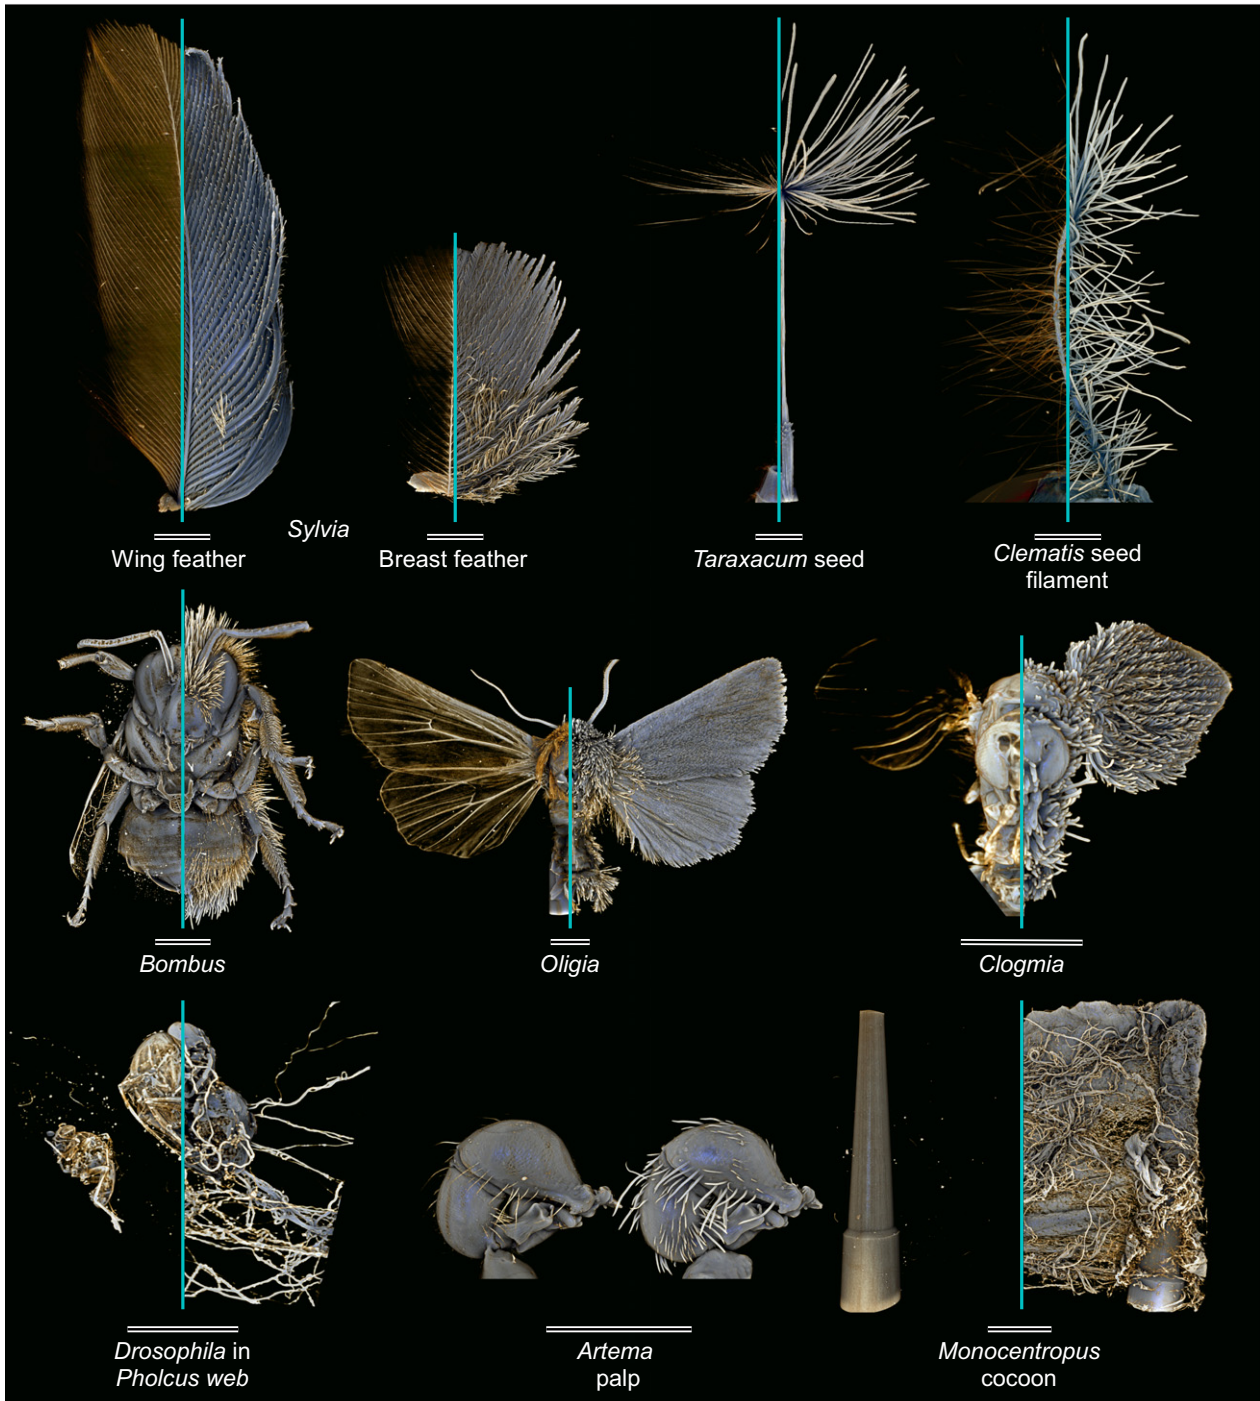 Sylvia
Wing feather
Breast feather
Taraxacum seed
Clematis seed
filament
Bombus
Oligia
Clogmia
Drosophila in
Pholcus web
Artema
palp
Monocentropus
cocoon